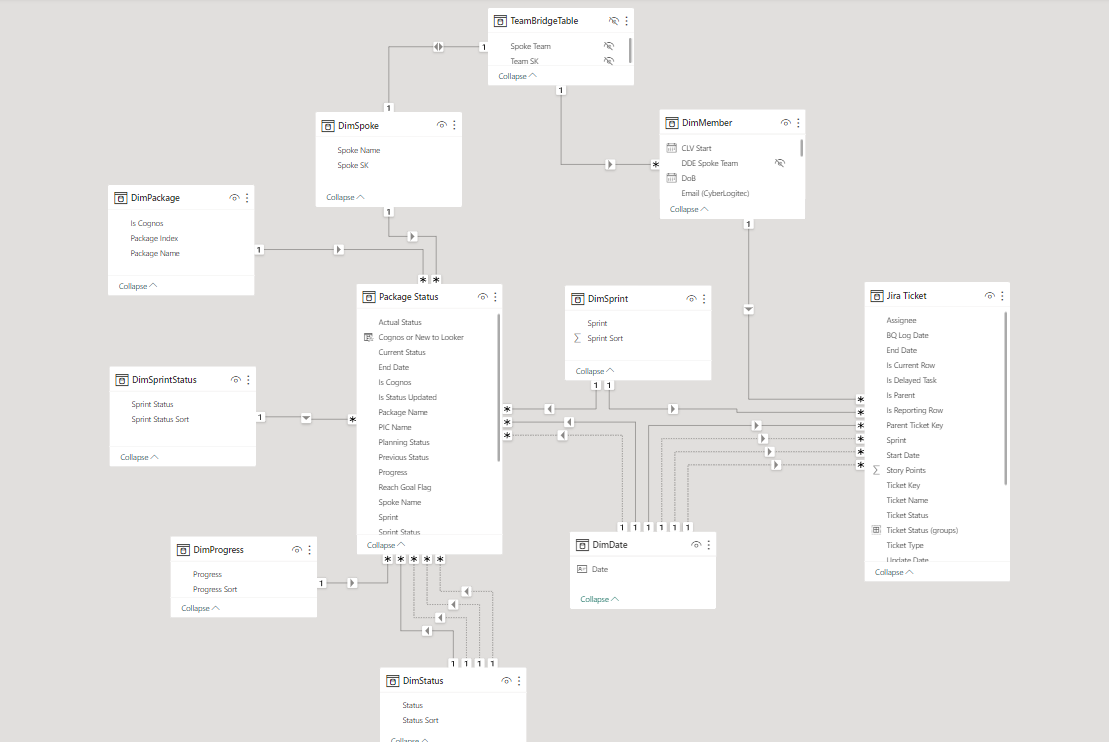 TeamBridgeTable
Spoke Team
Team SK
Collapse
1
1
1
DimSpoke
Spoke Name
Spoke SK
Collapse
1
DimMember
CLV Start
DDE Spoke Team
DoB
Email (CyberLogitec)
Collapse
*
1
DimPackage
Is Cognos
Package Index
Package Name
Collapse
1
* *
Package Status
Actual Status
Cognos or New to Looker
Current Status
End Date
Is Cognos
Is Status Updated
Package Name
PIC Name
Planning Status
Previous Status
Progress
Reach Goal Flag
Spoke Name
Sprint
Sprint Status
Collapse
*
*
*
*
* * * * *
DimSprint
Sprint
Sprint Sort
Collapse
1 1
Jira Ticket
Assignee
BQ Log Date
End Date
Is Current Row
Is Delayed Task
Is Parent
Is Reporting Row
Parent Ticket Key
Sprint
Start Date
Story Points
Ticket Key
Ticket Name
Ticket Status
Ticket Status (groups)
Ticket Type
Update Date
Collapse
*
*
*
*
*
*
DimSprintStatus
Sprint Status
Sprint Status Sort
Collapse
1
1 1 1 1 1 1
DimDate
Date
Collapse
DimProgress
Progress
Progress Sort
Collapse
1
1 1 1 1
DimStatus
Status
Status Sort
Collapse